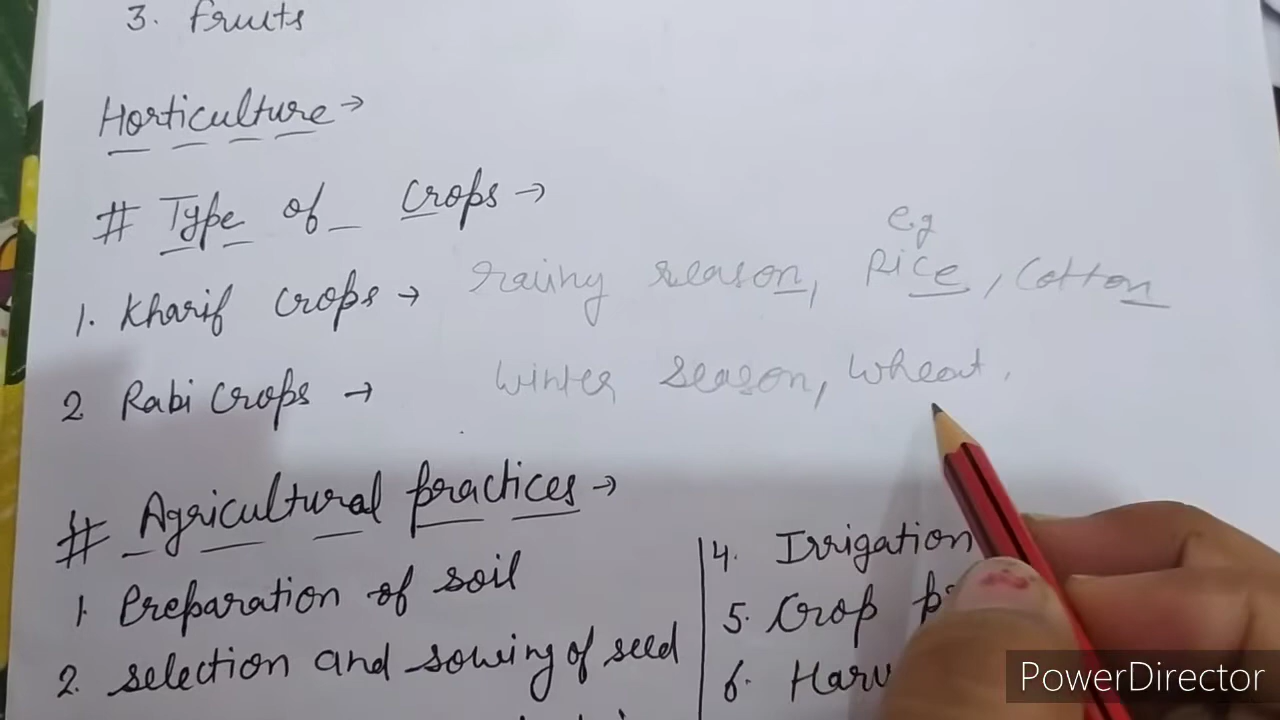 3. fruits
Horticulture →
# Type of crops →
e.g
1. Kharif crops → rainy season, Rice, Cotton
2 Rabi crops → winter season, wheat.
# Agricultural practices →
1. Preparation of soil
2. selection and sowing of seed
4. Irrigation
5. Crop
6. Harv
PowerDirector